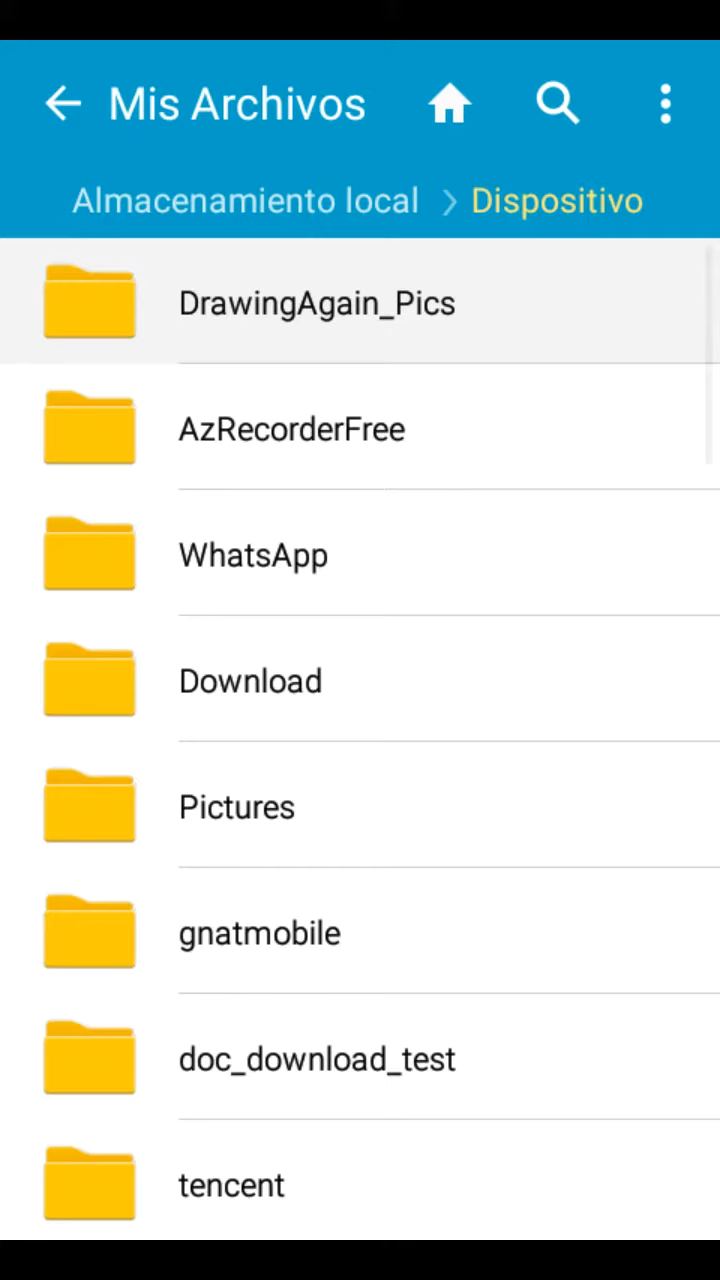 Mis Archivos
Almacenamiento local > Dispositivo
DrawingAgain_Pics
AzRecorderFree
WhatsApp
Download
Pictures
gnatmobile
doc_download_test
tencent